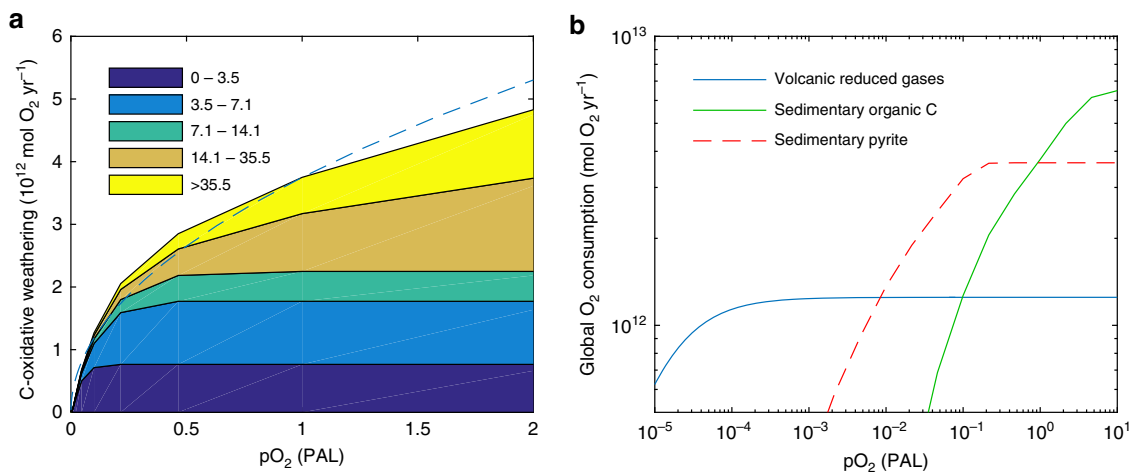 a
C-oxidative weathering (10¹² mol O₂ yr⁻¹)
6
5
4
3
2
1
0
0 – 3.5
3.5 – 7.1
7.1 – 14.1
14.1 – 35.5
>35.5
0 0.5 1 1.5 2
pO₂ (PAL)
b
Global O₂ consumption (mol O₂ yr⁻¹)
10¹³
10¹²
Volcanic reduced gases
Sedimentary organic C
Sedimentary pyrite
10⁻⁵ 10⁻⁴ 10⁻³ 10⁻² 10⁻¹ 10⁰ 10¹
pO₂ (PAL)